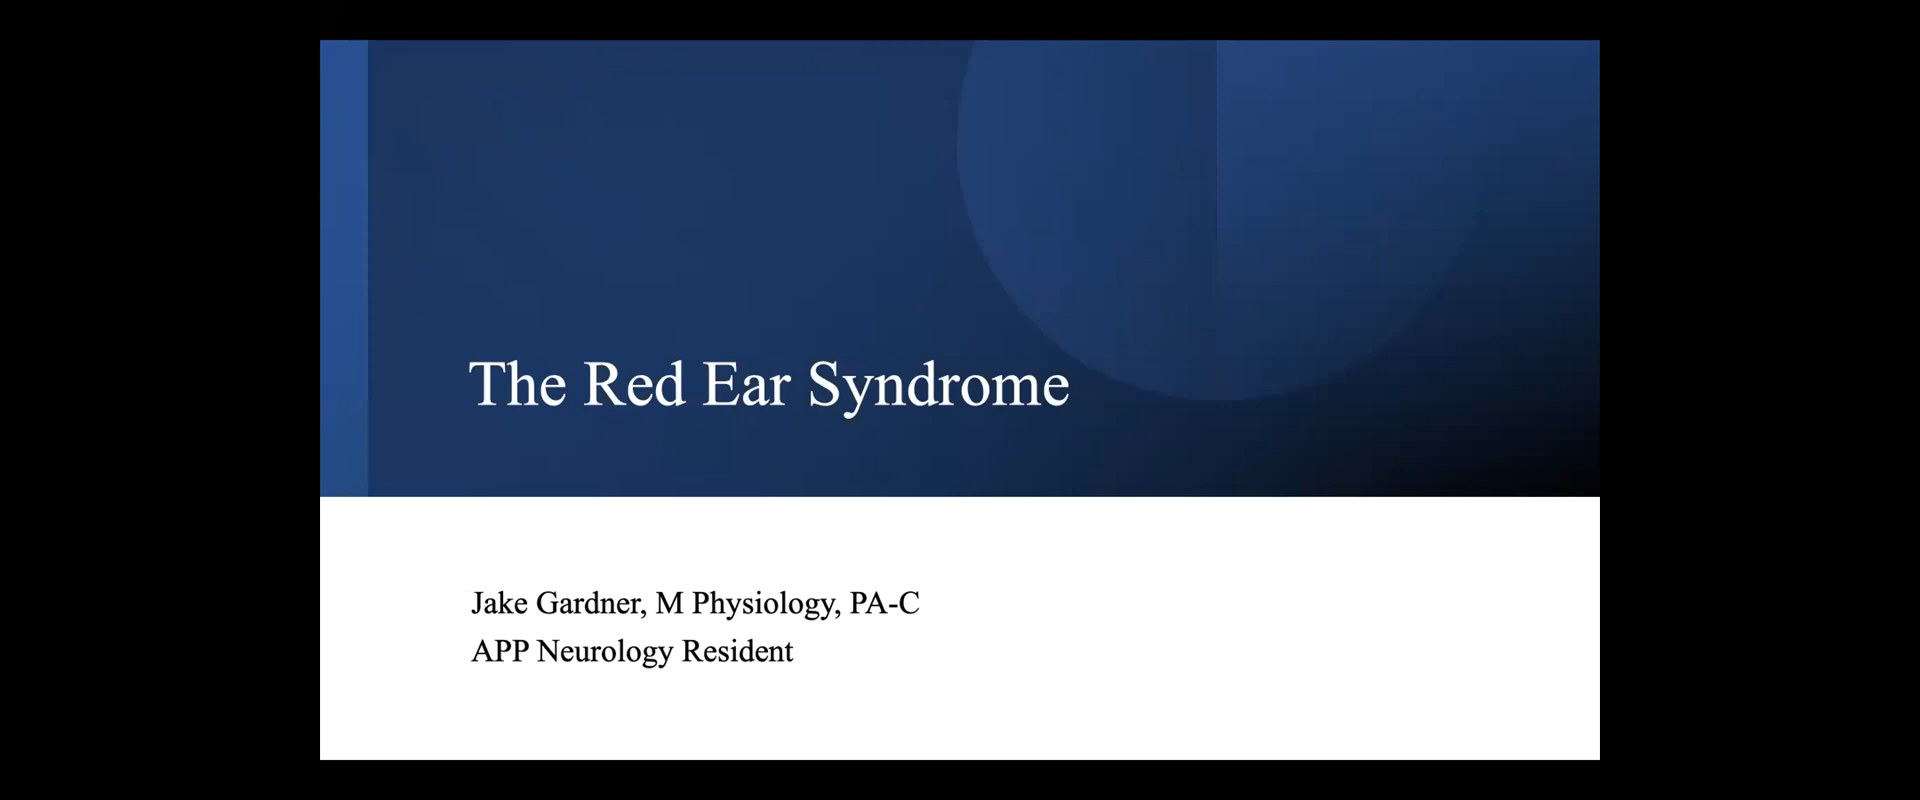 The Red Ear Syndrome
Jake Gardner, M Physiology, PA-C
APP Neurology Resident